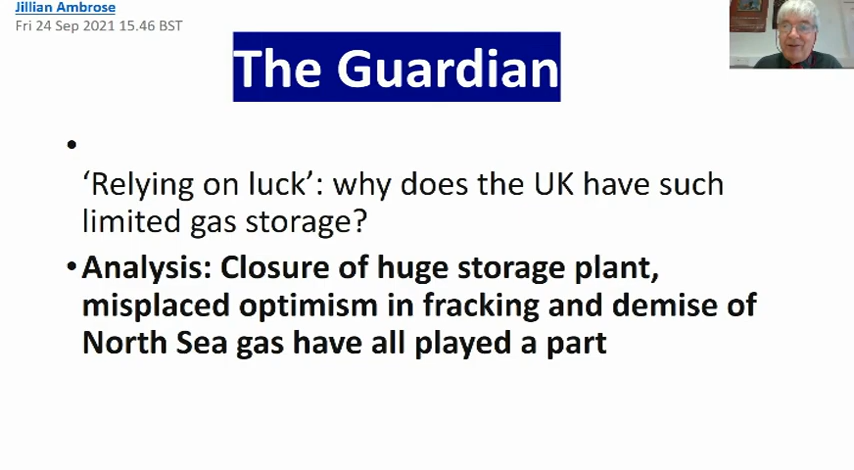 Jillian Ambrose
Fri 24 Sep 2021 15.46 BST
The Guardian
•
‘Relying on luck’: why does the UK have such
limited gas storage?
• Analysis: Closure of huge storage plant,
misplaced optimism in fracking and demise of
North Sea gas have all played a part